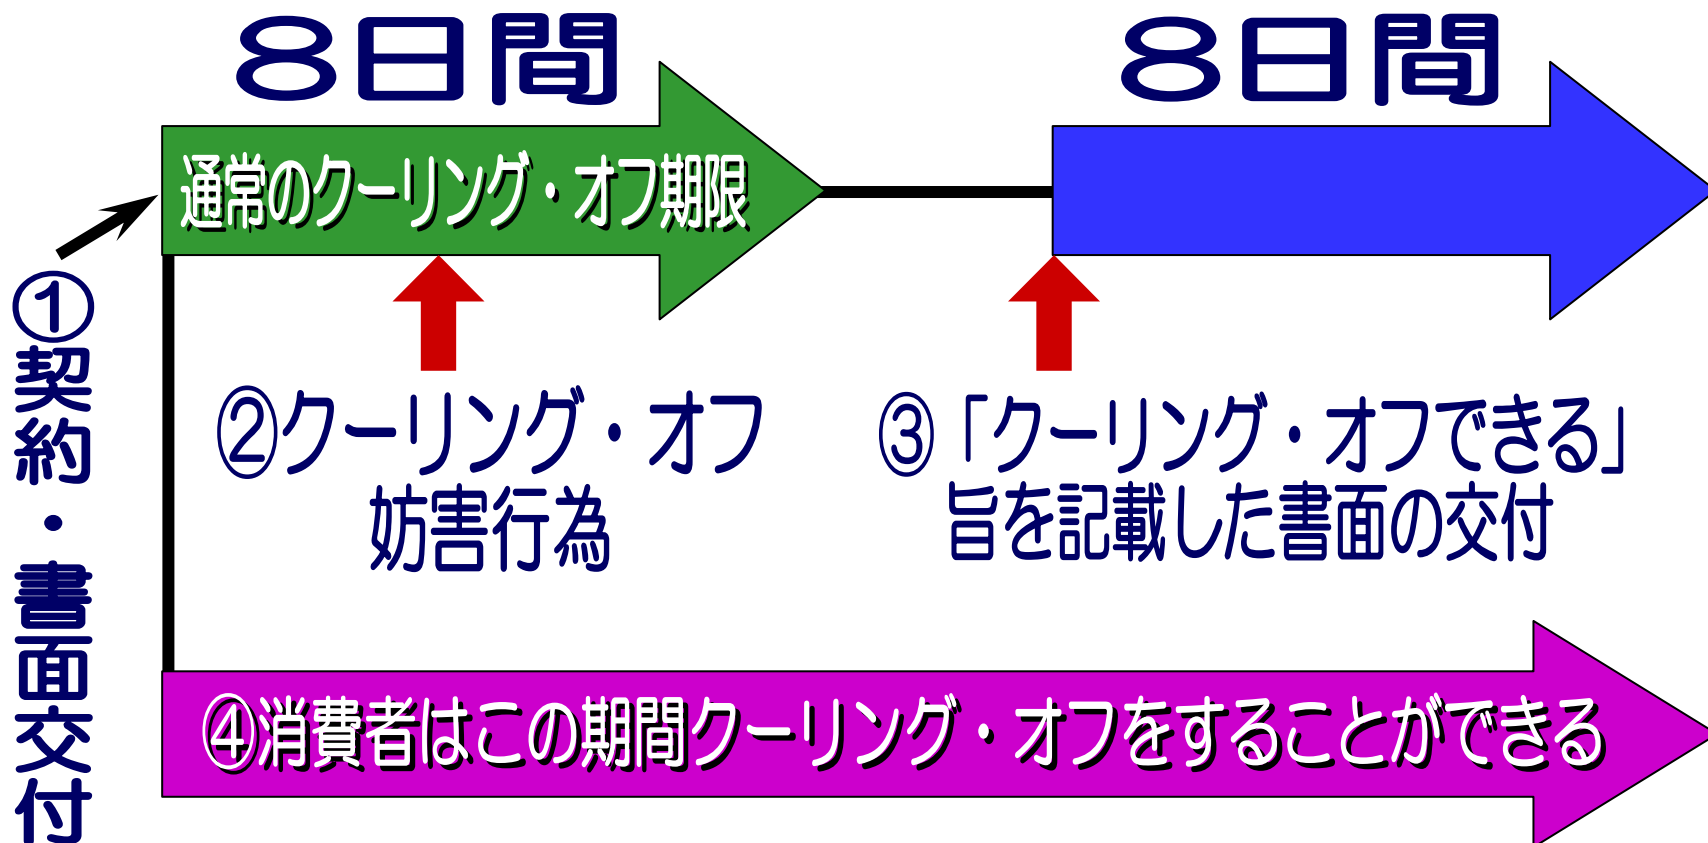 8日間
8日間
通常のクーリング・オフ期限
①契約・書面交付
②クーリング・オフ
妨害行為
③「クーリング・オフできる」
旨を記載した書面の交付
④消費者はこの期間クーリング・オフをすることができる